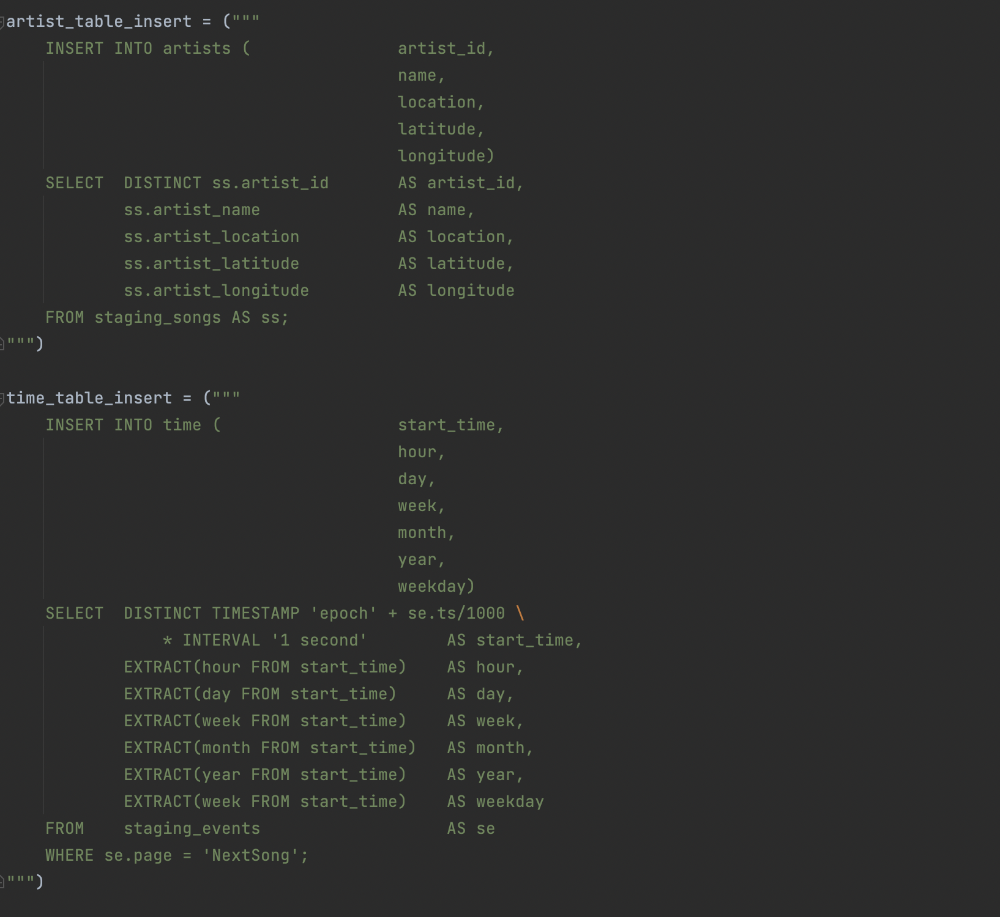 artist_table_insert = ("""
    INSERT INTO artists (               artist_id,
                                        name,
                                        location,
                                        latitude,
                                        longitude)
    SELECT  DISTINCT ss.artist_id       AS artist_id,
            ss.artist_name              AS name,
            ss.artist_location          AS location,
            ss.artist_latitude          AS latitude,
            ss.artist_longitude         AS longitude
    FROM staging_songs AS ss;
""")

time_table_insert = ("""
    INSERT INTO time (                  start_time,
                                        hour,
                                        day,
                                        week,
                                        month,
                                        year,
                                        weekday)
    SELECT  DISTINCT TIMESTAMP 'epoch' + se.ts/1000 \
                * INTERVAL '1 second'        AS start_time,
            EXTRACT(hour FROM start_time)    AS hour,
            EXTRACT(day FROM start_time)     AS day,
            EXTRACT(week FROM start_time)    AS week,
            EXTRACT(month FROM start_time)   AS month,
            EXTRACT(year FROM start_time)    AS year,
            EXTRACT(week FROM start_time)    AS weekday
    FROM    staging_events                   AS se
    WHERE se.page = 'NextSong';
""")